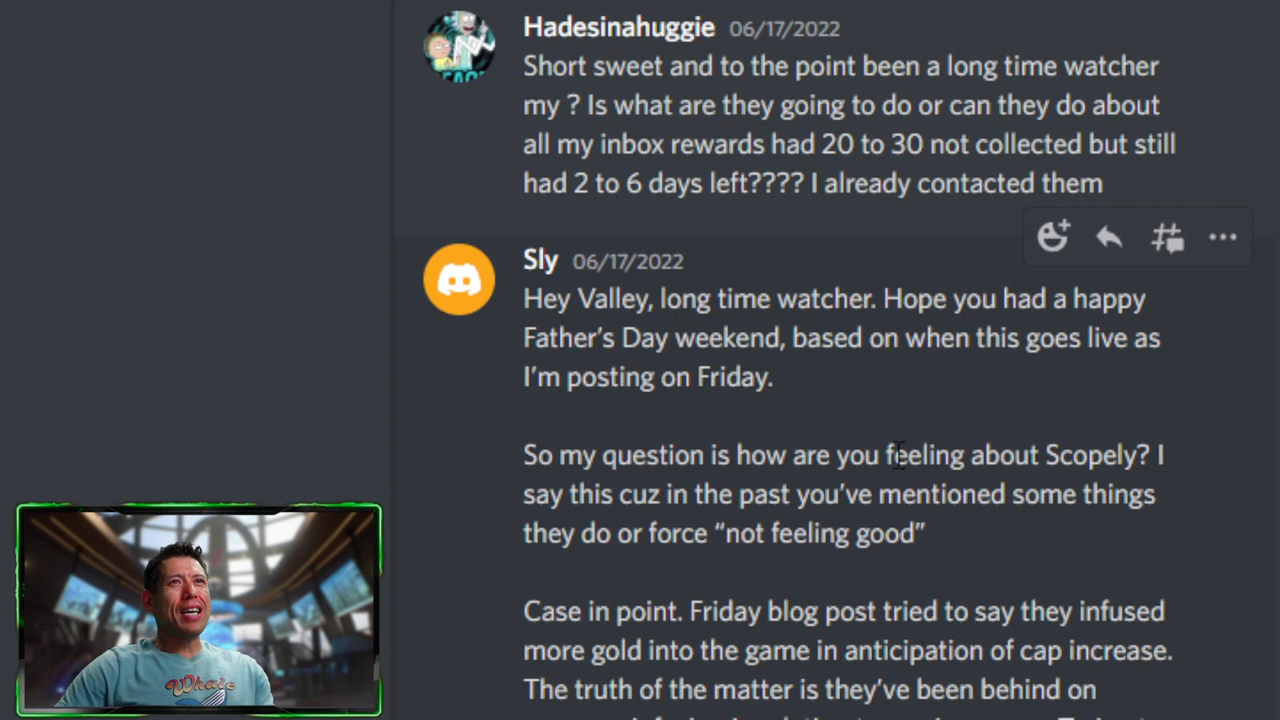 Hadesinahuggie 06/17/2022
Short sweet and to the point been a long time watcher
my ? Is what are they going to do or can they do about
all my inbox rewards had 20 to 30 not collected but still
had 2 to 6 days left???? I already contacted them
Sly 06/17/2022
Hey Valley, long time watcher. Hope you had a happy
Father’s Day weekend, based on when this goes live as
I’m posting on Friday.
So my question is how are you feeling about Scopely? I
say this cuz in the past you’ve mentioned some things
they do or force “not feeling good”
Case in point. Friday blog post tried to say they infused
more gold into the game in anticipation of cap increase.
The truth of the matter is they’ve been behind on